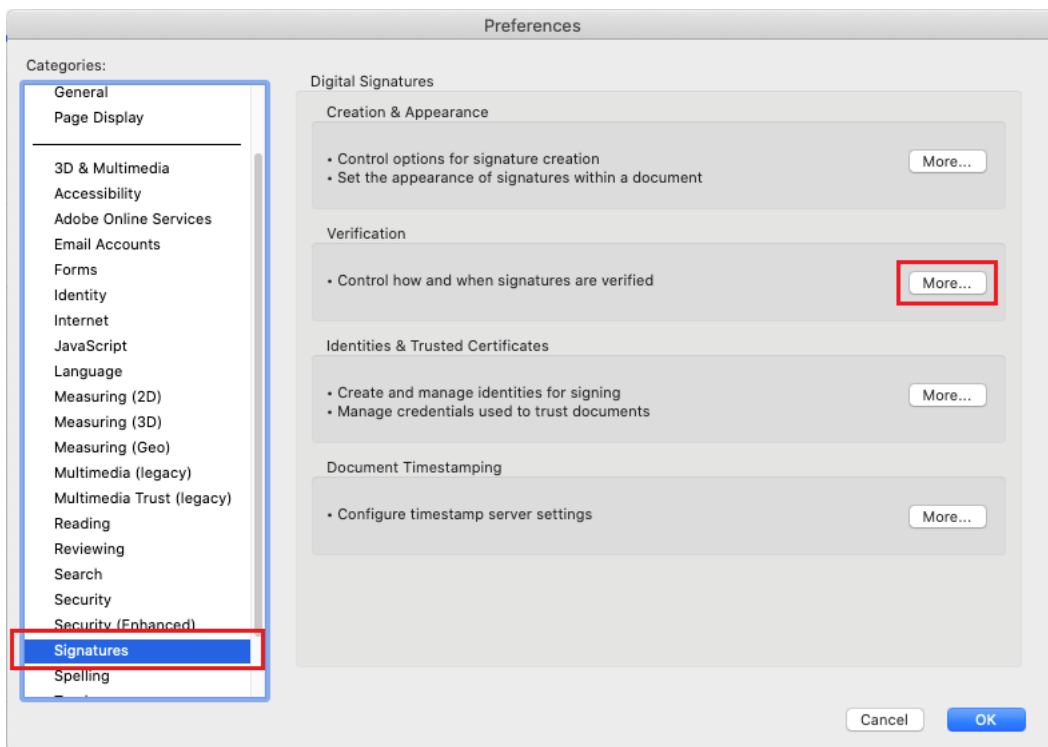 Preferences
Categories:
General
Page Display
3D & Multimedia
Accessibility
Adobe Online Services
Email Accounts
Forms
Identity
Internet
JavaScript
Language
Measuring (2D)
Measuring (3D)
Measuring (Geo)
Multimedia (legacy)
Multimedia Trust (legacy)
Reading
Reviewing
Search
Security
Security (Enhanced)
Signatures
Spelling
Digital Signatures
Creation & Appearance
• Control options for signature creation
• Set the appearance of signatures within a document
More...
Verification
• Control how and when signatures are verified
More...
Identities & Trusted Certificates
• Create and manage identities for signing
• Manage credentials used to trust documents
More...
Document Timestamping
• Configure timestamp server settings
More...
Cancel
OK